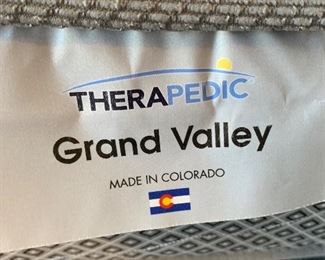 THERAPEDIC
Grand Valley
MADE IN COLORADO